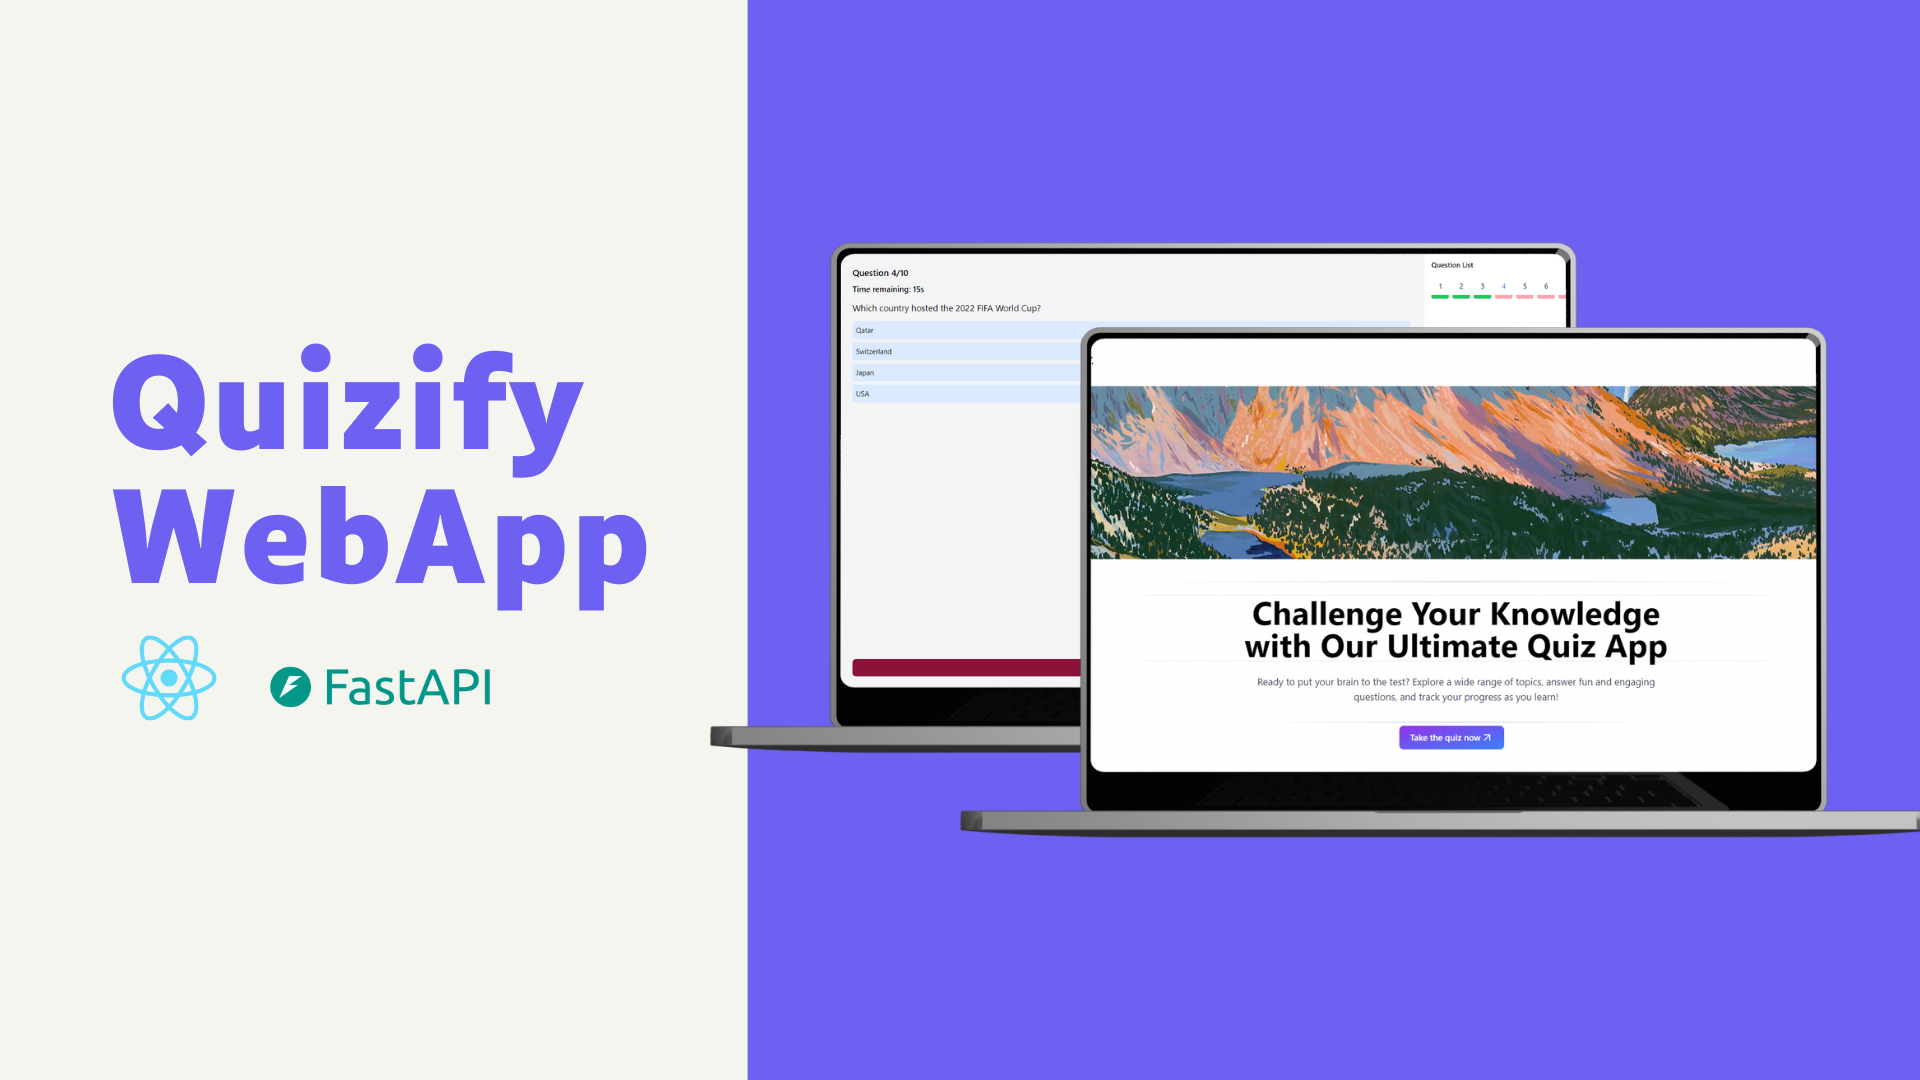 Quizify
WebApp
FastAPI
Question 4/10
Time remaining: 15s
Which country hosted the 2022 FIFA World Cup?
Qatar
Switzerland
Japan
USA
Question List
1 2 3 4 5 6
Challenge Your Knowledge
with Our Ultimate Quiz App
Ready to put your brain to the test? Explore a wide range of topics, answer fun and engaging
questions, and track your progress as you learn!
Take the quiz now